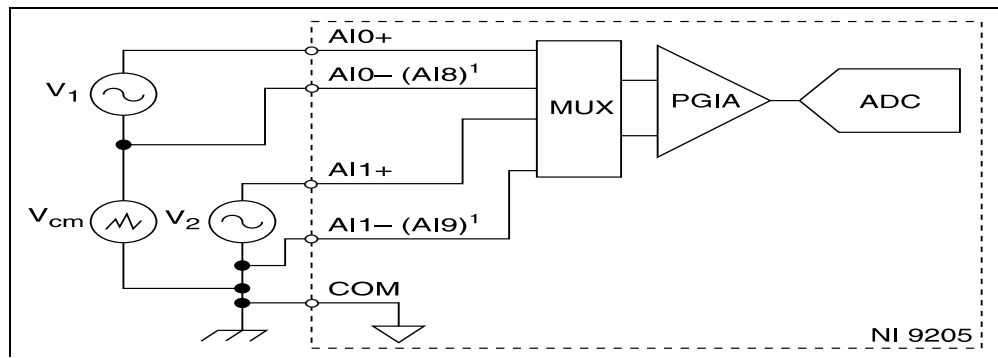 AI0+
AI0– (AI8)¹
V₁
MUX
PGIA
ADC
AI1+
Vcm
V₂
AI1– (AI9)¹
COM
NI 9205